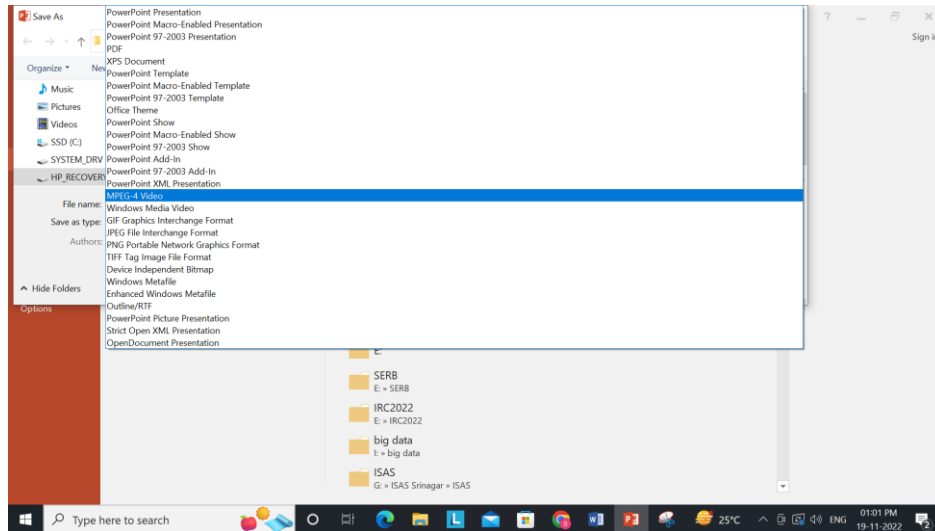 Save As
?
Sign i
Organize
Ne
Music
Pictures
Videos
SSD (C:)
SYSTEM_DRV
HP_RECOVERY
File name:
Save as type:
Authors:
Hide Folders
Options
PowerPoint Presentation
PowerPoint Macro-Enabled Presentation
PowerPoint 97-2003 Presentation
PDF
XPS Document
PowerPoint Template
PowerPoint Macro-Enabled Template
PowerPoint 97-2003 Template
Office Theme
PowerPoint Show
PowerPoint Macro-Enabled Show
PowerPoint 97-2003 Show
PowerPoint Add-In
PowerPoint 97-2003 Add-In
PowerPoint XML Presentation
MPEG-4 Video
Windows Media Video
GIF Graphics Interchange Format
JPEG File Interchange Format
PNG Portable Network Graphics Format
TIFF Tag Image File Format
Device Independent Bitmap
Windows Metafile
Enhanced Windows Metafile
Outline/RTF
PowerPoint Picture Presentation
Strict Open XML Presentation
OpenDocument Presentation
E:
SERB
E: » SERB
IRC2022
E: » IRC2022
big data
I: » big data
ISAS
G: » ISAS Srinagar » ISAS
Type here to search
25°C
ENG
01:01 PM
19-11-2022
2